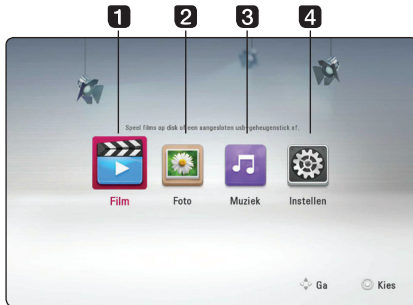 1 2 3 4
Speel films op disk of een aangesloten usb-geheugenstick af.
Film Foto Muziek Instellen
Ga Kies